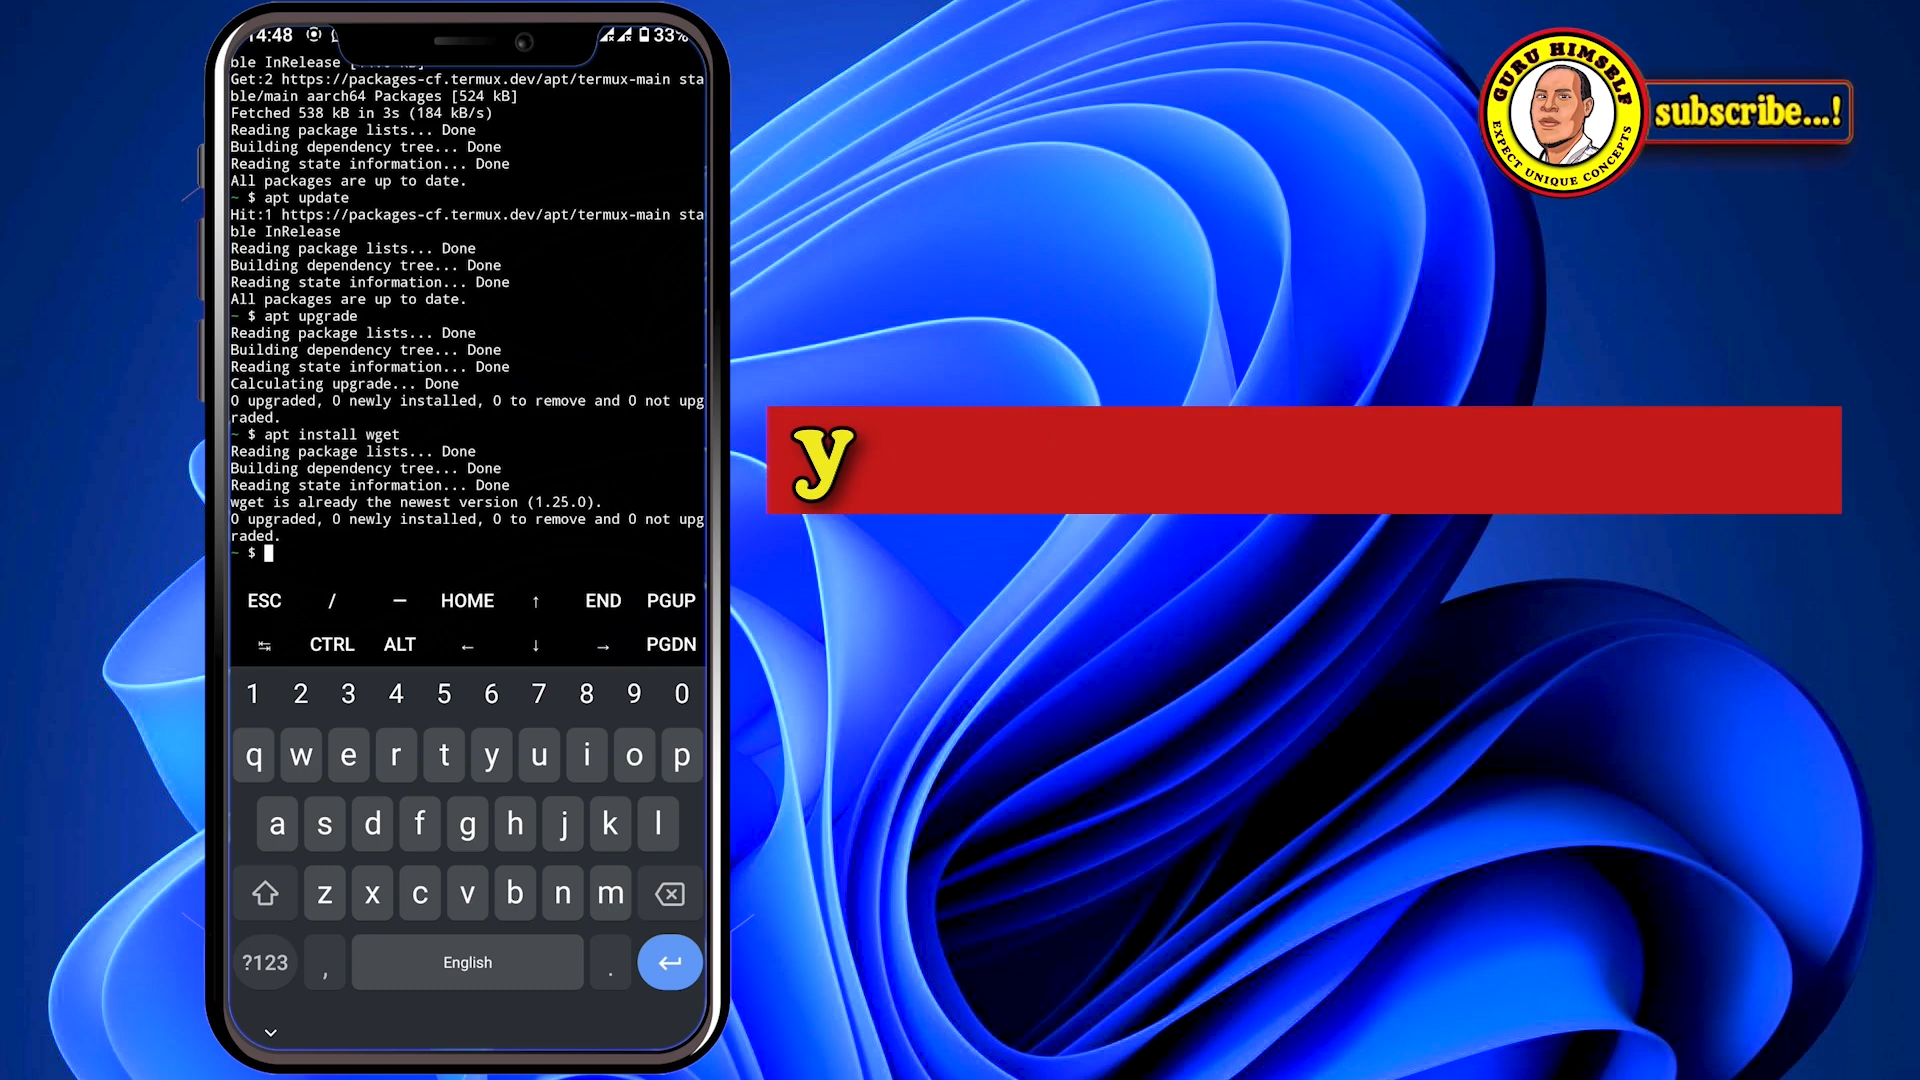 14:48
33%
ble InRelease
Get:2 https://packages-cf.termux.dev/apt/termux-main sta
ble/main aarch64 Packages [524 kB]
Fetched 538 kB in 3s (184 kB/s)
Reading package lists... Done
Building dependency tree... Done
Reading state information... Done
All packages are up to date.
~ $ apt update
Hit:1 https://packages-cf.termux.dev/apt/termux-main sta
ble InRelease
Reading package lists... Done
Building dependency tree... Done
Reading state information... Done
All packages are up to date.
~ $ apt upgrade
Reading package lists... Done
Building dependency tree... Done
Reading state information... Done
Calculating upgrade... Done
0 upgraded, 0 newly installed, 0 to remove and 0 not upg
raded.
~ $ apt install wget
Reading package lists... Done
Building dependency tree... Done
Reading state information... Done
wget is already the newest version (1.25.0).
0 upgraded, 0 newly installed, 0 to remove and 0 not upg
raded.
~ $
ESC / — HOME ↑ END PGUP
↹ CTRL ALT ← ↓ → PGDN
1 2 3 4 5 6 7 8 9 0
q w e r t y u i o p
a s d f g h j k l
z x c v b n m
?123 , English .
GURU HIMSELF
EXPECT UNIQUE CONCEPTS
subscribe...!
y